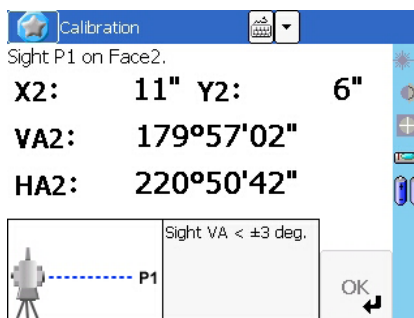 Calibration
Sight P1 on Face2.
X2: 11" Y2: 6"
VA2: 179°57'02"
HA2: 220°50'42"
Sight VA < ±3 deg.
P1
OK